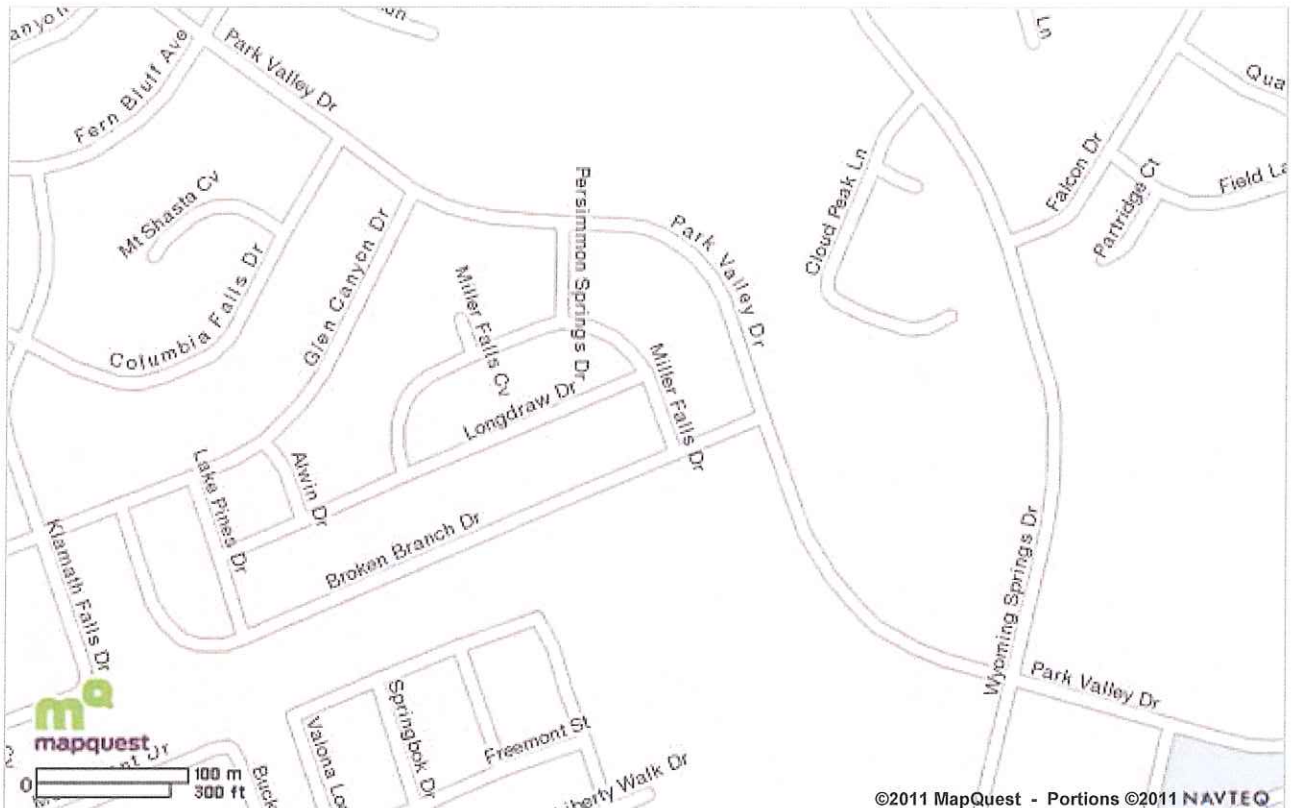 anyon
Park Valley Dr
Fern Bluff Ave
Ln
Qua
Mt Shasta Cv
Persimmon Springs Dr
Cloud Peak Ln
Falcon Dr
Partridge Ct
Field La
Columbia Falls Dr
Glen Canyon Dr
Miller Falls Cv
Park Valley Dr
Longdraw Dr
Miller Falls Dr
Lake Pines Dr
Alwin Dr
Broken Branch Dr
Klamath Falls Dr
Wyoming Springs Dr
Park Valley Dr
Springbok Dr
Valona Lo
Freemont St
Liberty Walk Dr
Buck
mq
mapquest
0
100 m
300 ft
©2011 MapQuest - Portions ©2011 NAVTEQ